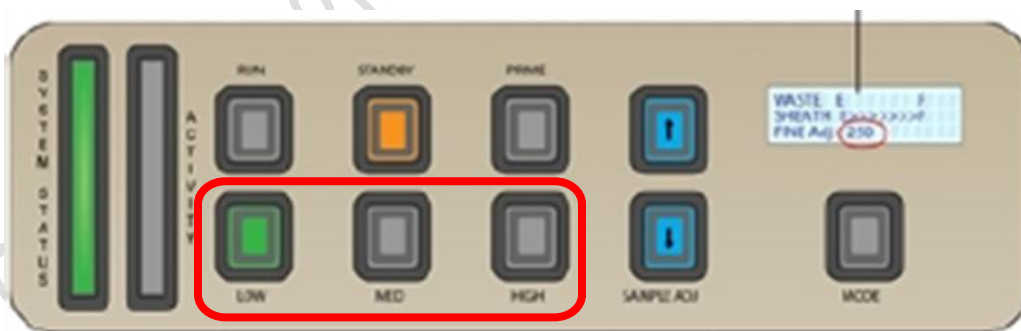 SYSTEM STATUS
ACTIVITY
RUN
STANDBY
PRIME
WASTE E F
SHEATH E>>>>>>>F
FINE Adj: 250
LOW
MED
HIGH
SAMPLE ADJ
MODE